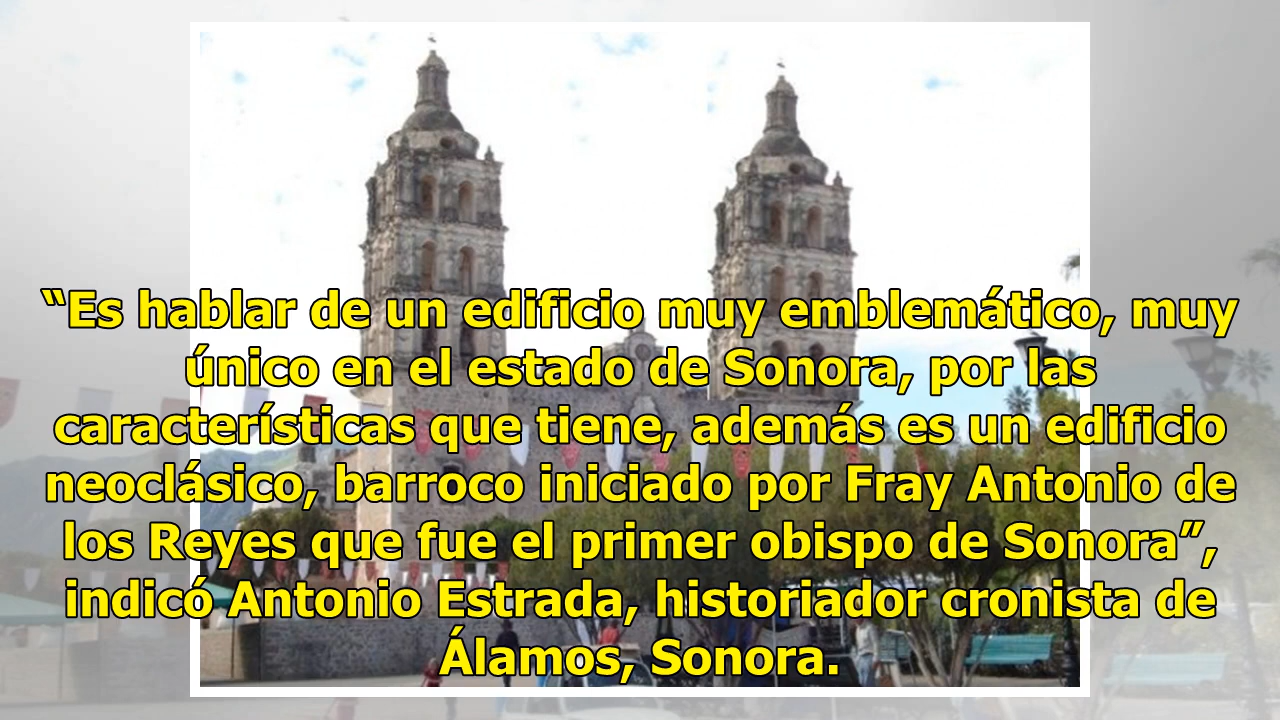 “Es hablar de un edificio muy emblemático, muy
único en el estado de Sonora, por las
características que tiene, además es un edificio
neoclásico, barroco iniciado por Fray Antonio de
los Reyes que fue el primer obispo de Sonora”,
indicó Antonio Estrada, historiador cronista de
Álamos, Sonora.